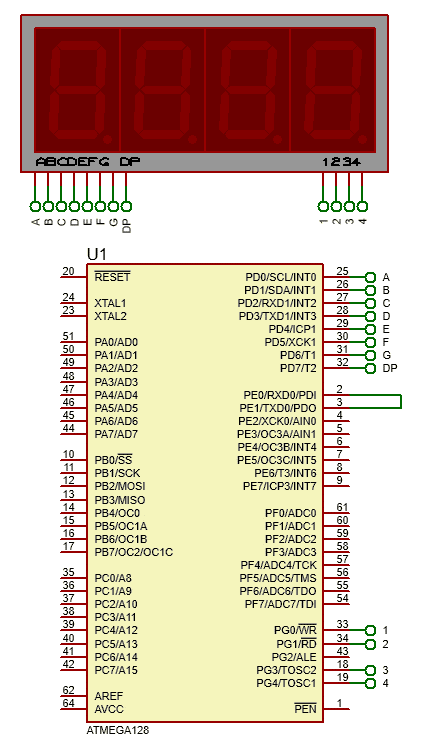 ABCDEFG DP
1234
A B C D E F G DP
1 2 3 4
U1
20 RESET
24 XTAL1
23 XTAL2
51 PA0/AD0
50 PA1/AD1
49 PA2/AD2
48 PA3/AD3
47 PA4/AD4
46 PA5/AD5
45 PA6/AD6
44 PA7/AD7
10 PB0/SS
11 PB1/SCK
12 PB2/MOSI
13 PB3/MISO
14 PB4/OC0
15 PB5/OC1A
16 PB6/OC1B
17 PB7/OC2/OC1C
35 PC0/A8
36 PC1/A9
37 PC2/A10
38 PC3/A11
39 PC4/A12
40 PC5/A13
41 PC6/A14
42 PC7/A15
62 AREF
64 AVCC
PD0/SCL/INT0 25 A
PD1/SDA/INT1 26 B
PD2/RXD1/INT2 27 C
PD3/TXD1/INT3 28 D
PD4/ICP1 29 E
PD5/XCK1 30 F
PD6/T1 31 G
PD7/T2 32 DP
PE0/RXD0/PDI 2
PE1/TXD0/PDO 3
PE2/XCK0/AIN0 4
PE3/OC3A/AIN1 5
PE4/OC3B/INT4 6
PE5/OC3C/INT5 7
PE6/T3/INT6 8
PE7/ICP3/INT7 9
PF0/ADC0 61
PF1/ADC1 60
PF2/ADC2 59
PF3/ADC3 58
PF4/ADC4/TCK 57
PF5/ADC5/TMS 56
PF6/ADC6/TDO 55
PF7/ADC7/TDI 54
PG0/WR 33 1
PG1/RD 34 2
PG2/ALE 43
PG3/TOSC2 18 3
PG4/TOSC1 19 4
PEN 1
ATMEGA128